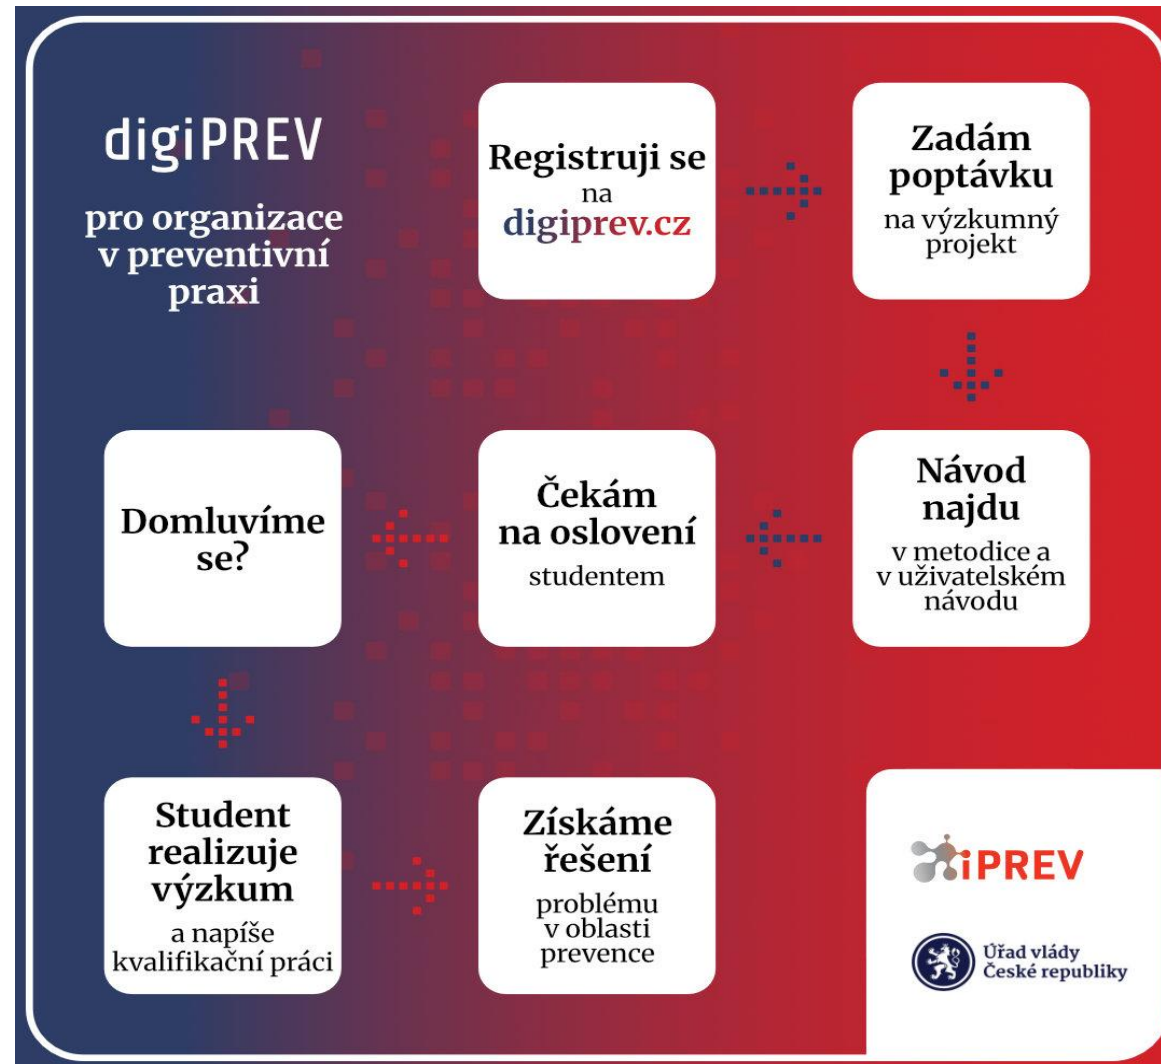 digiPREV
pro organizace
v preventivní
praxi
Registruji se
na
digiprev.cz
Zadám
poptávku
na výzkumný
projekt
Návod
najdu
v metodice a
v uživatelském
návodu
Čekám
na oslovení
studentem
Domluvíme
se?
Student
realizuje
výzkum
a napíše
kvalifikační práci
Získáme
řešení
problému
v oblasti
prevence
iPREV
Úřad vlády
České republiky